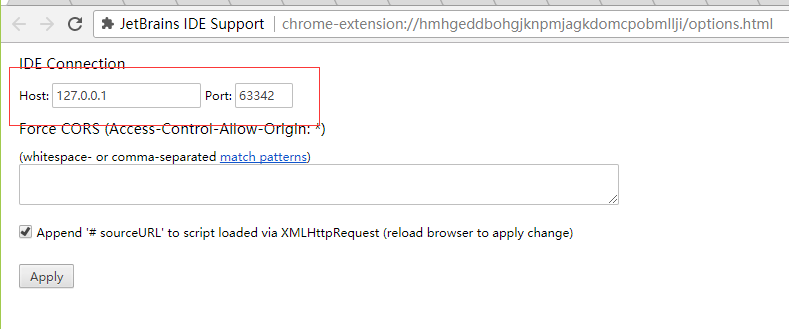 JetBrains IDE Support chrome-extension://hmhgeddbohgjknpmjagkdomcpobmllji/options.html
IDE Connection
Host: 127.0.0.1 Port: 63342
Force CORS (Access-Control-Allow-Origin: *)
(whitespace- or comma-separated match patterns)
Append '# sourceURL' to script loaded via XMLHttpRequest (reload browser to apply change)
Apply